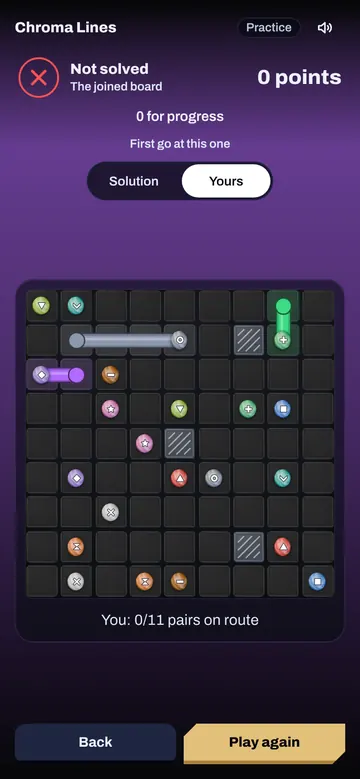 Chroma Lines
Practice
Not solved
The joined board
0 points
0 for progress
First go at this one
Solution
Yours
You: 0/11 pairs on route
Back
Play again